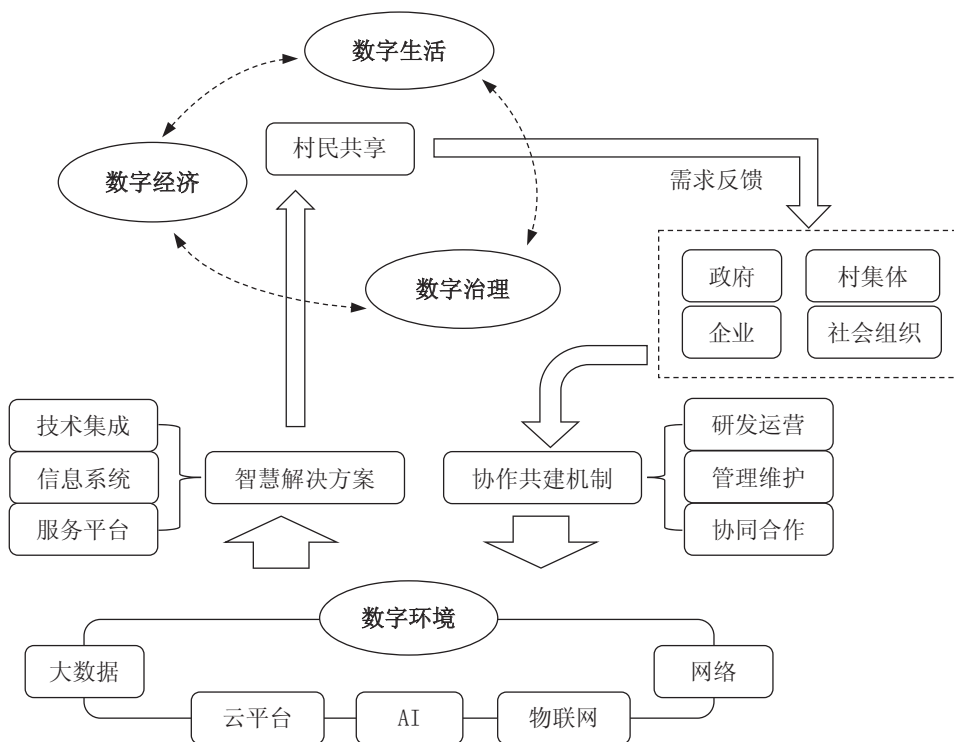 数字生活
村民共享
数字经济
需求反馈
数字治理
政府
村集体
企业
社会组织
技术集成
信息系统
服务平台
智慧解决方案
协作共建机制
研发运营
管理维护
协同合作
数字环境
大数据
网络
云平台
AI
物联网